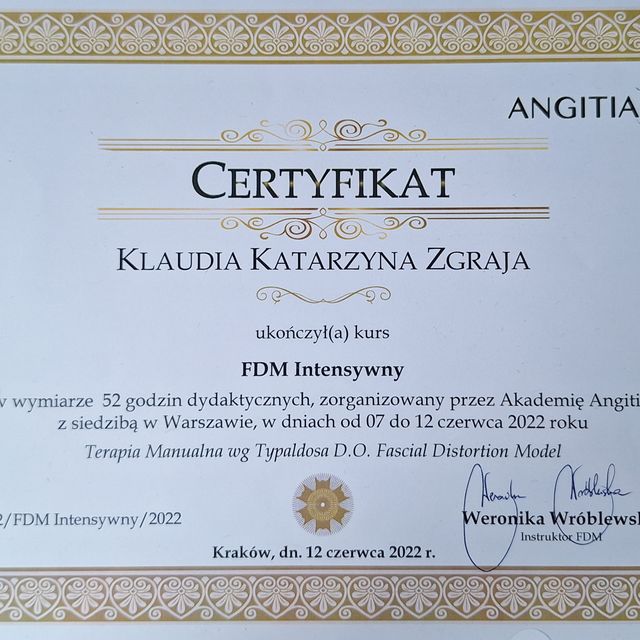 ANGITIA
CERTYFIKAT
KLAUDIA KATARZYNA ZGRAJA
ukończył(a) kurs
FDM Intensywny
w wymiarze 52 godzin dydaktycznych, zorganizowany przez Akademię Angiti
z siedzibą w Warszawie, w dniach od 07 do 12 czerwca 2022 roku
Terapia Manualna wg Typaldosa D.O. Fascial Distortion Model
Weronika Wróblewska
2/FDM Intensywny/2022
Weronika Wróblewsk
Instruktor FDM
Kraków, dn. 12 czerwca 2022 r.